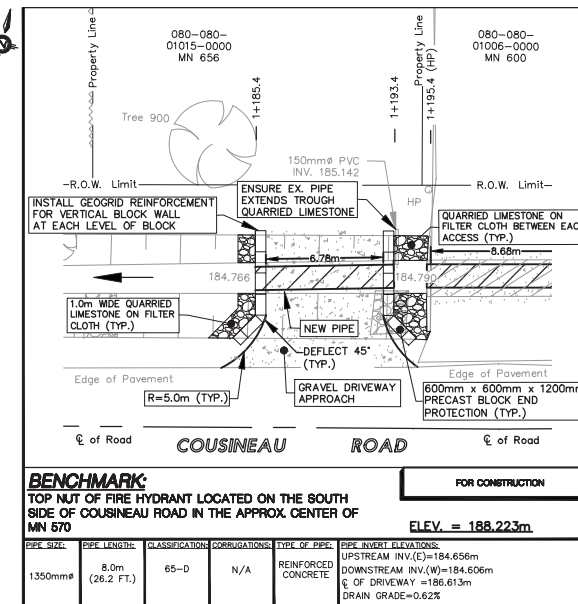 080-080-
01015-0000
MN 656
Property Line
1+185.4
080-080-
01006-0000
MN 600
Property Line
1+193.4
1+195.4 (HP)
Tree 900
150mmø PVC
INV. 185.142
R.O.W. Limit
HP
R.O.W. Limit
INSTALL GEOGRID REINFORCEMENT
FOR VERTICAL BLOCK WALL
AT EACH LEVEL OF BLOCK
ENSURE EX. PIPE
EXTENDS TROUGH
QUARRIED LIMESTONE
QUARRIED LIMESTONE ON
FILTER CLOTH BETWEEN EAC
ACCESS (TYP.)
6.78m
8.68m
184.766
184.790
1.0m WIDE QUARRIED
LIMESTONE ON FILTER
CLOTH (TYP.)
NEW PIPE
DEFLECT 45°
(TYP.)
Edge of Pavement
R=5.0m (TYP.)
GRAVEL DRIVEWAY
APPROACH
Edge of Pavement
600mm x 600mm x 1200mm
PRECAST BLOCK END
PROTECTION (TYP.)
℄ of Road
COUSINEAU ROAD
℄ of Road
BENCHMARK:
TOP NUT OF FIRE HYDRANT LOCATED ON THE SOUTH
SIDE OF COUSINEAU ROAD IN THE APPROX. CENTER OF
MN 570
FOR CONSTRUCTION
ELEV. = 188.223m
PIPE SIZE:
1350mmø
PIPE LENGTH:
8.0m
(26.2 FT.)
CLASSIFICATION:
65-D
CORRUGATIONS:
N/A
TYPE OF PIPE:
REINFORCED
CONCRETE
PIPE INVERT ELEVATIONS:
UPSTREAM INV.(E)=184.656m
DOWNSTREAM INV.(W)=184.606m
℄ OF DRIVEWAY =186.613m
DRAIN GRADE=0.62%